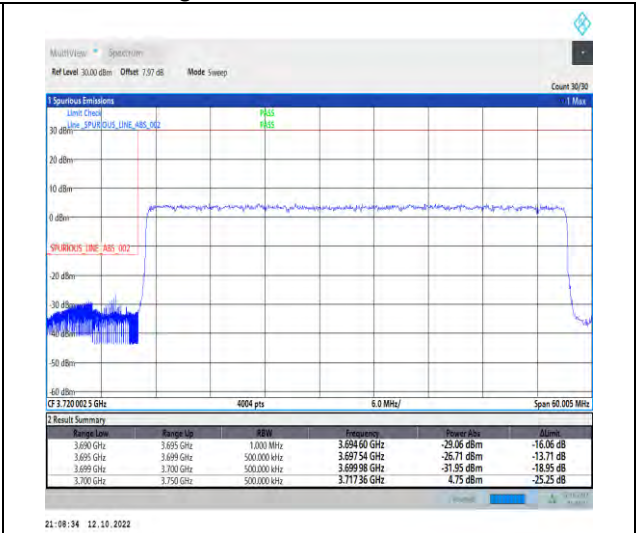 MultiView Spectrum
Ref Level 30.00 dBm Offset 7.97 dB Mode Sweep
Count 30/30
1 Spurious Emissions 1 Max
Limit Check PASS
Line _SPURIOUS_LINE_ABS_002 PASS
30 dBm
20 dBm
10 dBm
0 dBm
_SPURIOUS_LINE_ABS_002
-20 dBm
-30 dBm
-40 dBm
-50 dBm
-60 dBm
CF 3.720 002 5 GHz 4004 pts 6.0 MHz/ Span 60.005 MHz
2 Result Summary
Range Low Range Up RBW Frequency Power Abs ΔLimit
3.690 GHz 3.695 GHz 1.000 MHz 3.694 60 GHz -29.06 dBm -16.06 dB
3.695 GHz 3.699 GHz 500.000 kHz 3.697 54 GHz -26.71 dBm -13.71 dB
3.699 GHz 3.700 GHz 500.000 kHz 3.699 98 GHz -31.95 dBm -18.95 dB
3.700 GHz 3.750 GHz 500.000 kHz 3.717 36 GHz 4.75 dBm -25.25 dB
21:08:34 12.10.2022